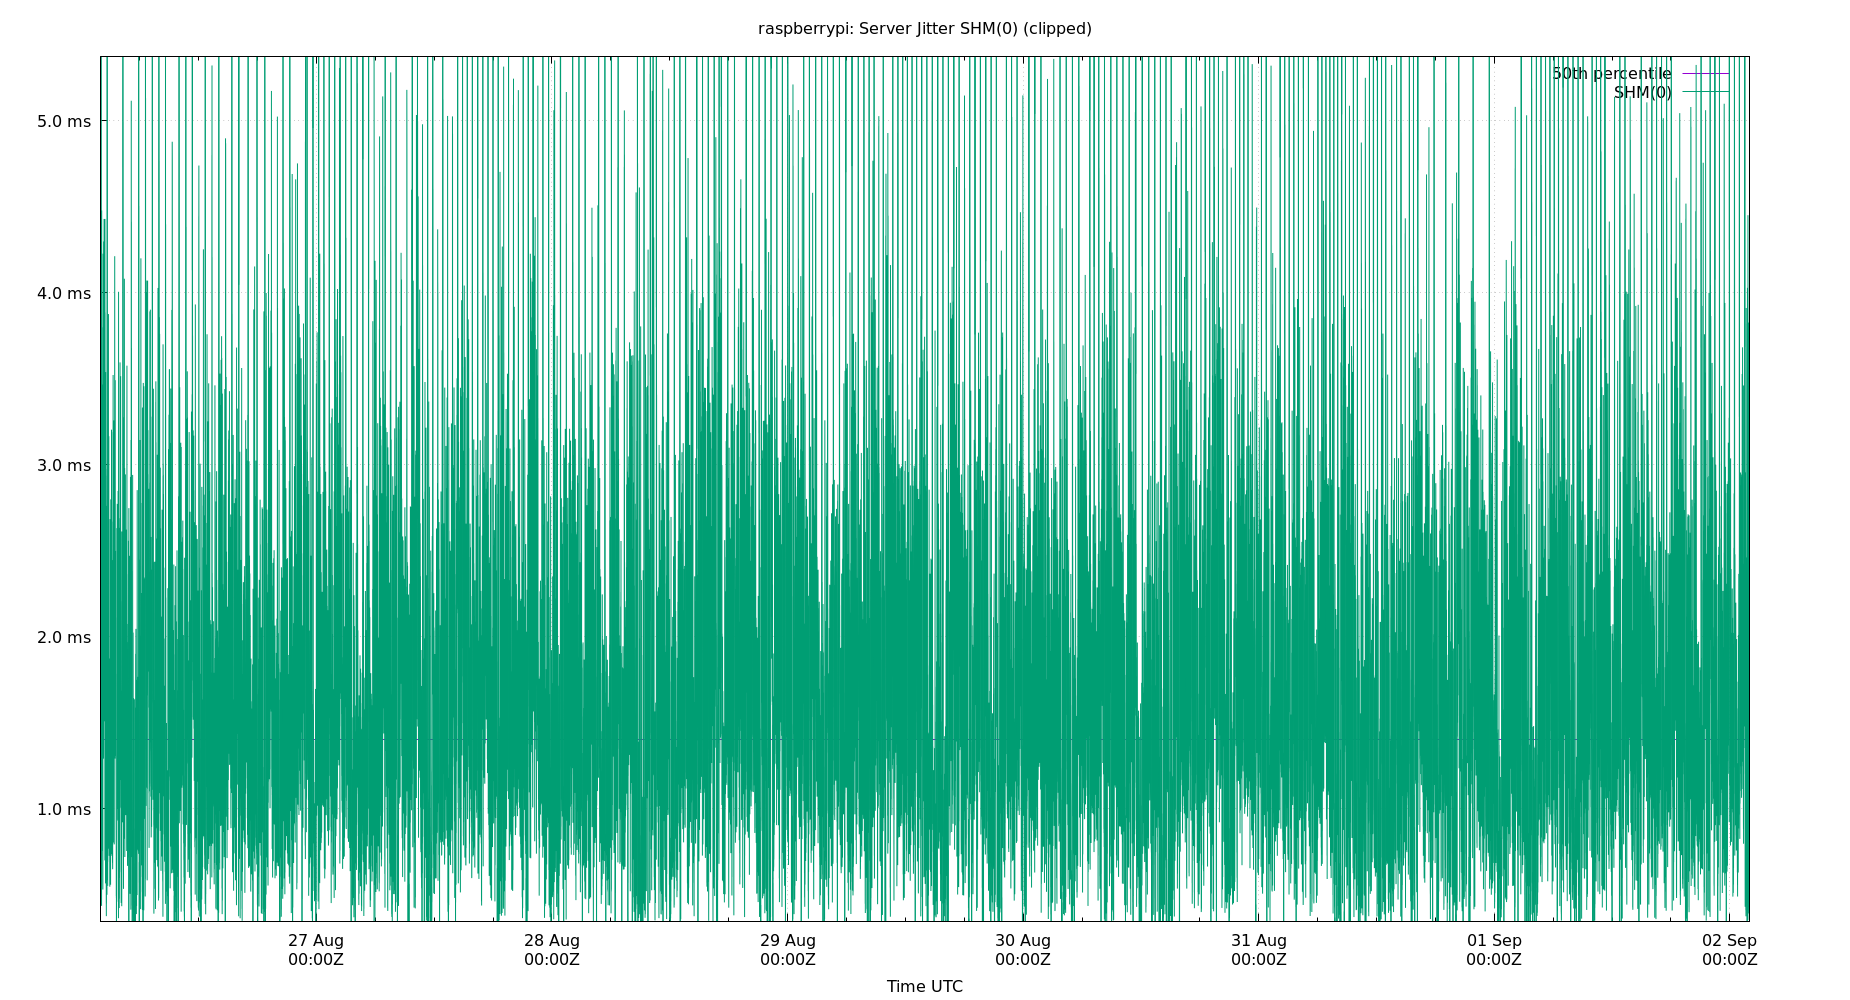 raspberrypi: Server Jitter SHM(0) (clipped)
50th percentile
SHM(0)
5.0 ms
4.0 ms
3.0 ms
2.0 ms
1.0 ms
27 Aug 28 Aug 29 Aug 30 Aug 31 Aug 01 Sep 02 Sep
00:00Z 00:00Z 00:00Z 00:00Z 00:00Z 00:00Z 00:00Z
Time UTC